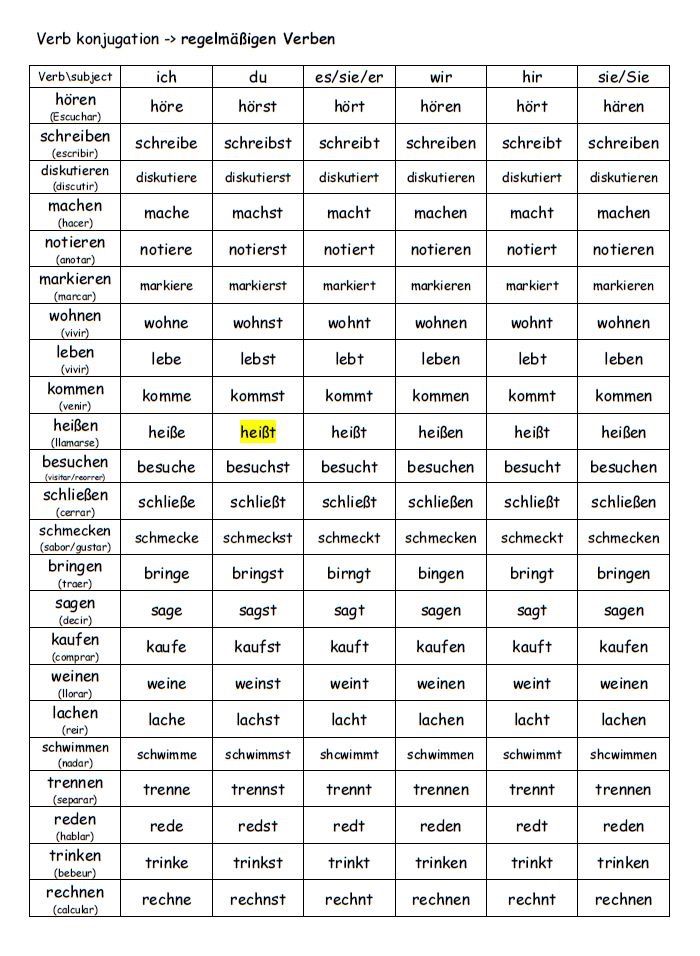 Verb konjugation -> regelmäßigen Verben
Verb\subject ich du es/sie/er wir hir sie/Sie
hören
(Escuchar) höre hörst hört hören hört hären
schreiben
(escribir) schreibe schreibst schreibt schreiben schreibt schreiben
diskutieren
(discutir) diskutiere diskutierst diskutiert diskutieren diskutiert diskutieren
machen
(hacer) mache machst macht machen macht machen
notieren
(anotar) notiere notierst notiert notieren notiert notieren
markieren
(marcar) markiere markierst markiert markieren markiert markieren
wohnen
(vivir) wohne wohnst wohnt wohnen wohnt wohnen
leben
(vivir) lebe lebst lebt leben lebt leben
kommen
(venir) komme kommst kommt kommen kommt kommen
heißen
(llamarse) heiße heißt heißt heißen heißt heißen
besuchen
(visitar/reorrer) besuche besuchst besucht besuchen besucht besuchen
schließen
(cerrar) schließe schließt schließt schließen schließt schließen
schmecken
(sabor/gustar) schmecke schmeckst schmeckt schmecken schmeckt schmecken
bringen
(traer) bringe bringst birngt bingen bringt bringen
sagen
(decir) sage sagst sagt sagen sagt sagen
kaufen
(comprar) kaufe kaufst kauft kaufen kauft kaufen
weinen
(llorar) weine weinst weint weinen weint weinen
lachen
(reir) lache lachst lacht lachen lacht lachen
schwimmen
(nadar) schwimme schwimmst shcwimmt schwimmen schwimmt shcwimmen
trennen
(separar) trenne trennst trennt trennen trennt trennen
reden
(hablar) rede redst redt reden redt reden
trinken
(bebeur) trinke trinkst trinkt trinken trinkt trinken
rechnen
(calcular) rechne rechnst rechnt rechnen rechnt rechnen